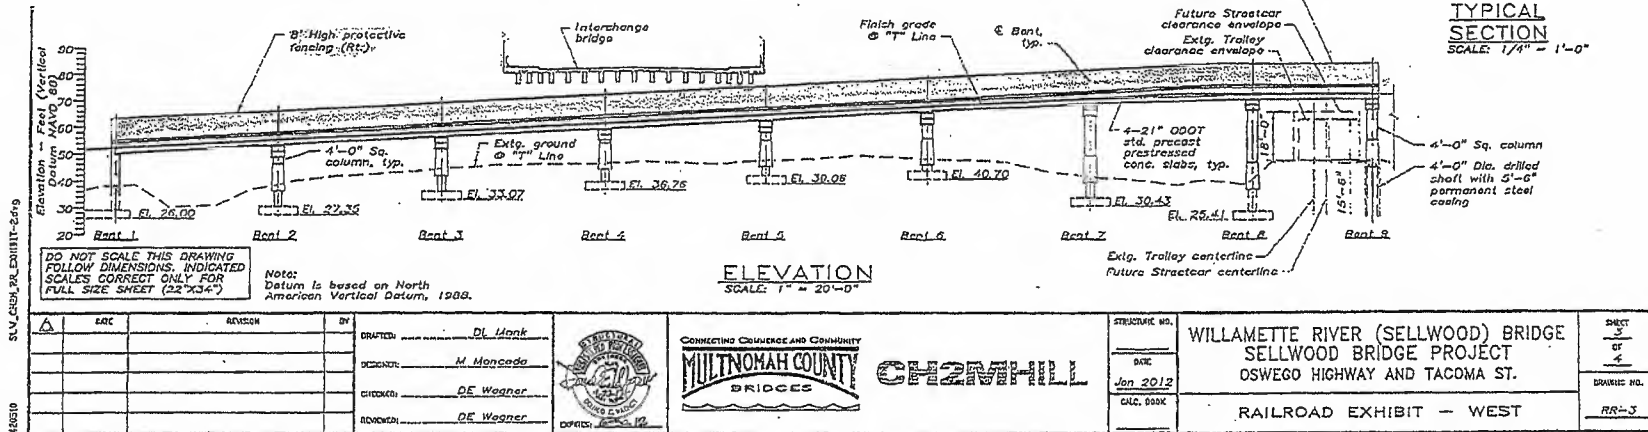 TYPICAL
SECTION
SCALE: 1/4" = 1'-0"
8' High protective
fencing (Rt.)
Interchange
bridge
Finish grade
@ "T" Line
℄ Bent,
typ.
Future Streetcar
clearance envelope
Extg. Trolley
clearance envelope
Elevation -- Feet (Vertical
Datum NAVD 88)
90
80
70
60
50
40
30
20
4'-0" Sq.
column, typ.
Extg. ground
@ "T" Line
4-21" ODOT
std. precast
prestressed
conc. slabs, typ.
18'-0"
15'-6"
4'-0" Sq. column
4'-0" Dia. drilled
shaft with 5'-6"
permanent steel
casing
El. 26.00
El. 27.35
El. 33.07
El. 36.76
El. 39.06
El. 40.70
El. 30.43
El. 25.41
Bent 1
Bent 2
Bent 3
Bent 4
Bent 5
Bent 6
Bent 7
Bent 8
Bent 9
Extg. Trolley centerline
Future Streetcar centerline
DO NOT SCALE THIS DRAWING
FOLLOW DIMENSIONS. INDICATED
SCALES CORRECT ONLY FOR
FULL SIZE SHEET (22"X34")
Note:
Datum is based on North
American Vertical Datum, 1988.
ELEVATION
SCALE: 1" = 20'-0"
DATE
REVISION
BY
DRAFTED: DL Monk
DESIGNER: M Moncada
CHECKED: DE Wagner
REVIEWED: DE Wagner
EXPIRES:
CONNECTING COMMERCE AND COMMUNITY
MULTNOMAH COUNTY
BRIDGES
CH2MHILL
STRUCTURE NO.
DATE
Jan 2012
CALC. BOOK
WILLAMETTE RIVER (SELLWOOD) BRIDGE
SELLWOOD BRIDGE PROJECT
OSWEGO HIGHWAY AND TACOMA ST.
RAILROAD EXHIBIT - WEST
SHEET
OF
4
DRAWING NO.
RR-3